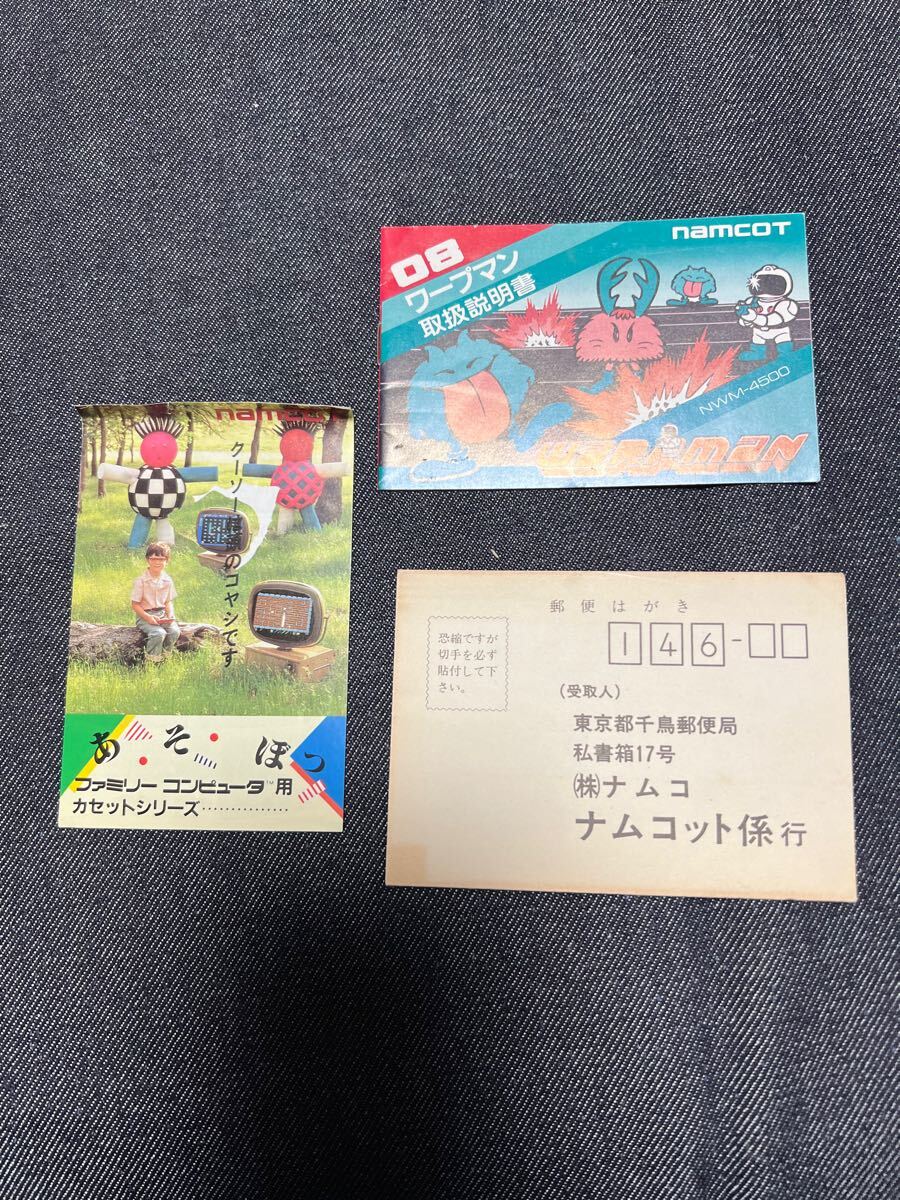 namcot
08
ワープマン
取扱説明書
NWM-4500
WARPMAN
namcot
クーソーは
のコヤシです
あそぼっ
ファミリー コンピュータ™用
カセットシリーズ……………
郵便はがき
恐縮ですが
切手を必ず
貼付して下
さい。
146-
(受取人)
東京都千鳥郵便局
私書箱17号
(株)ナムコ
ナムコット係行